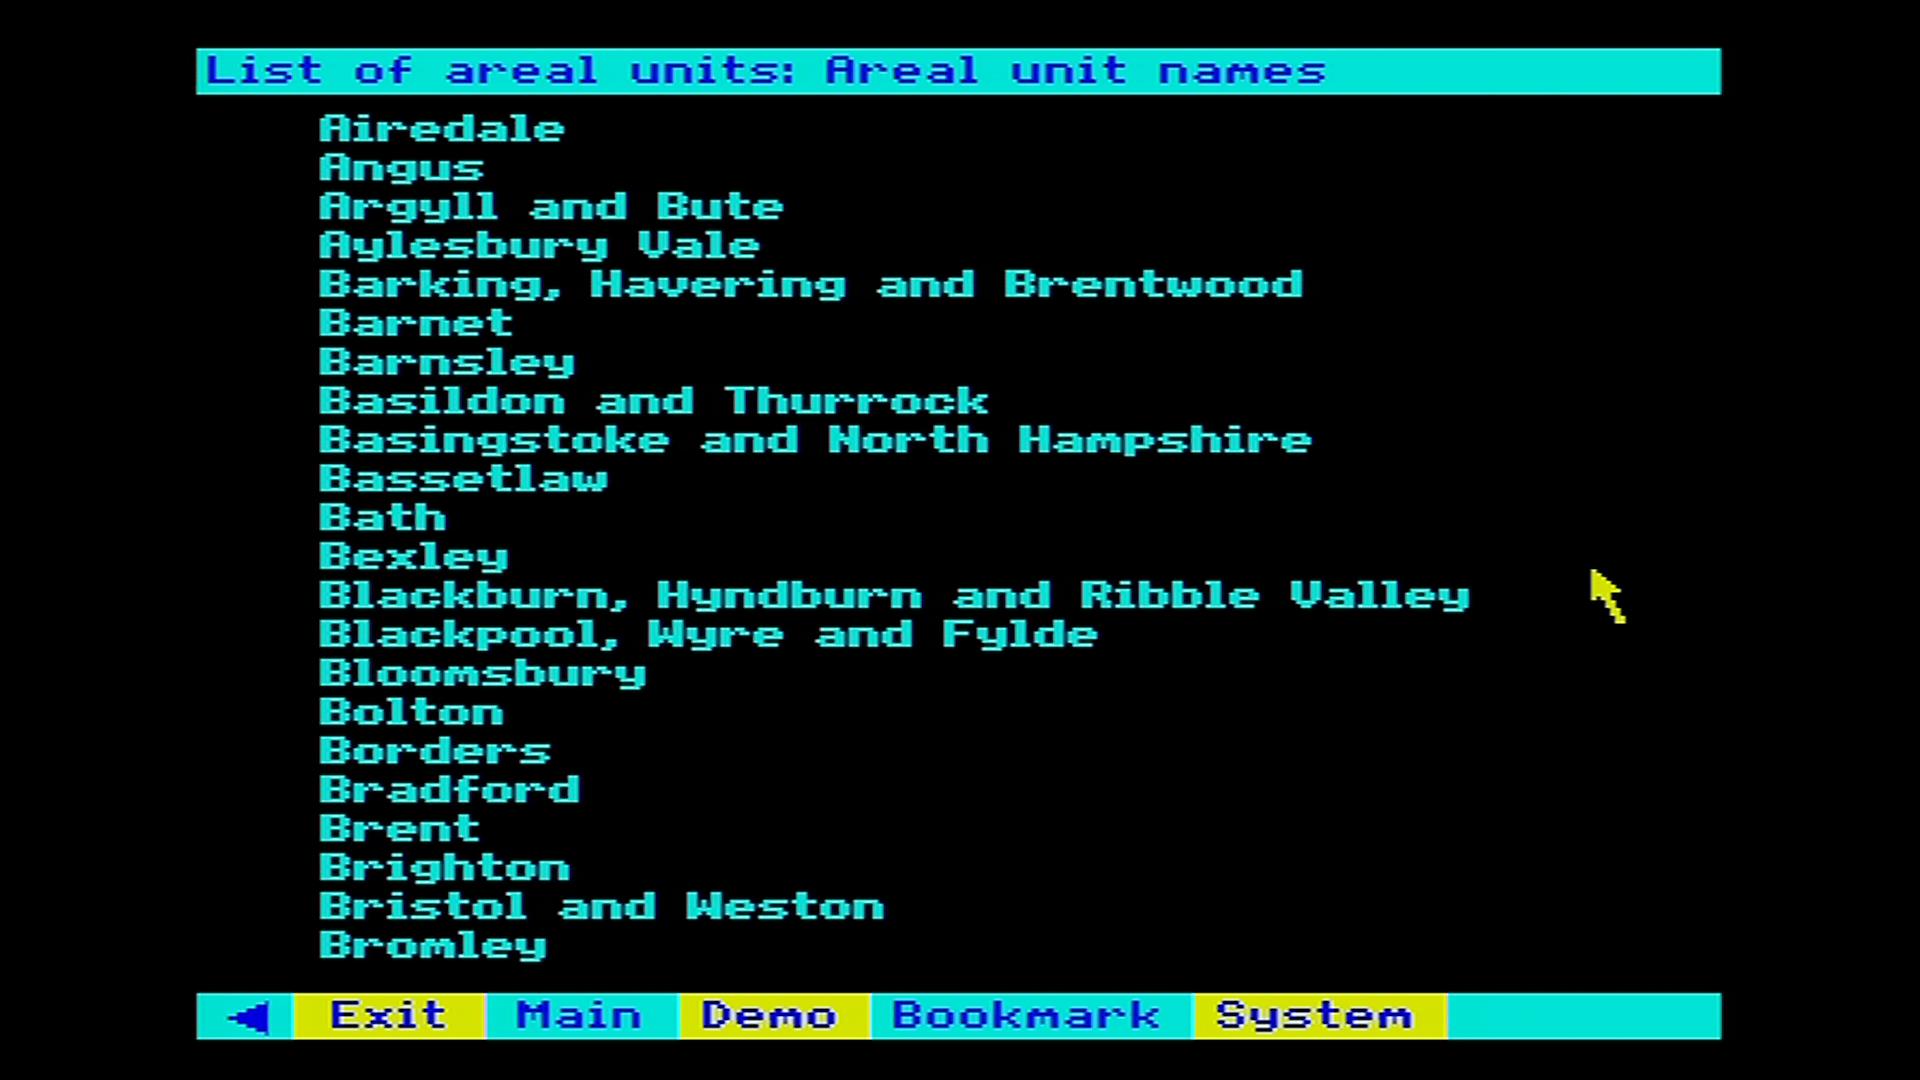 List of areal units: Areal unit names
Airedale
Angus
Argyll and Bute
Aylesbury Vale
Barking, Havering and Brentwood
Barnet
Barnsley
Basildon and Thurrock
Basingstoke and North Hampshire
Bassetlaw
Bath
Bexley
Blackburn, Hyndburn and Ribble Valley
Blackpool, Wyre and Fylde
Bloomsbury
Bolton
Borders
Bradford
Brent
Brighton
Bristol and Weston
Bromley
Exit Main Demo Bookmark System